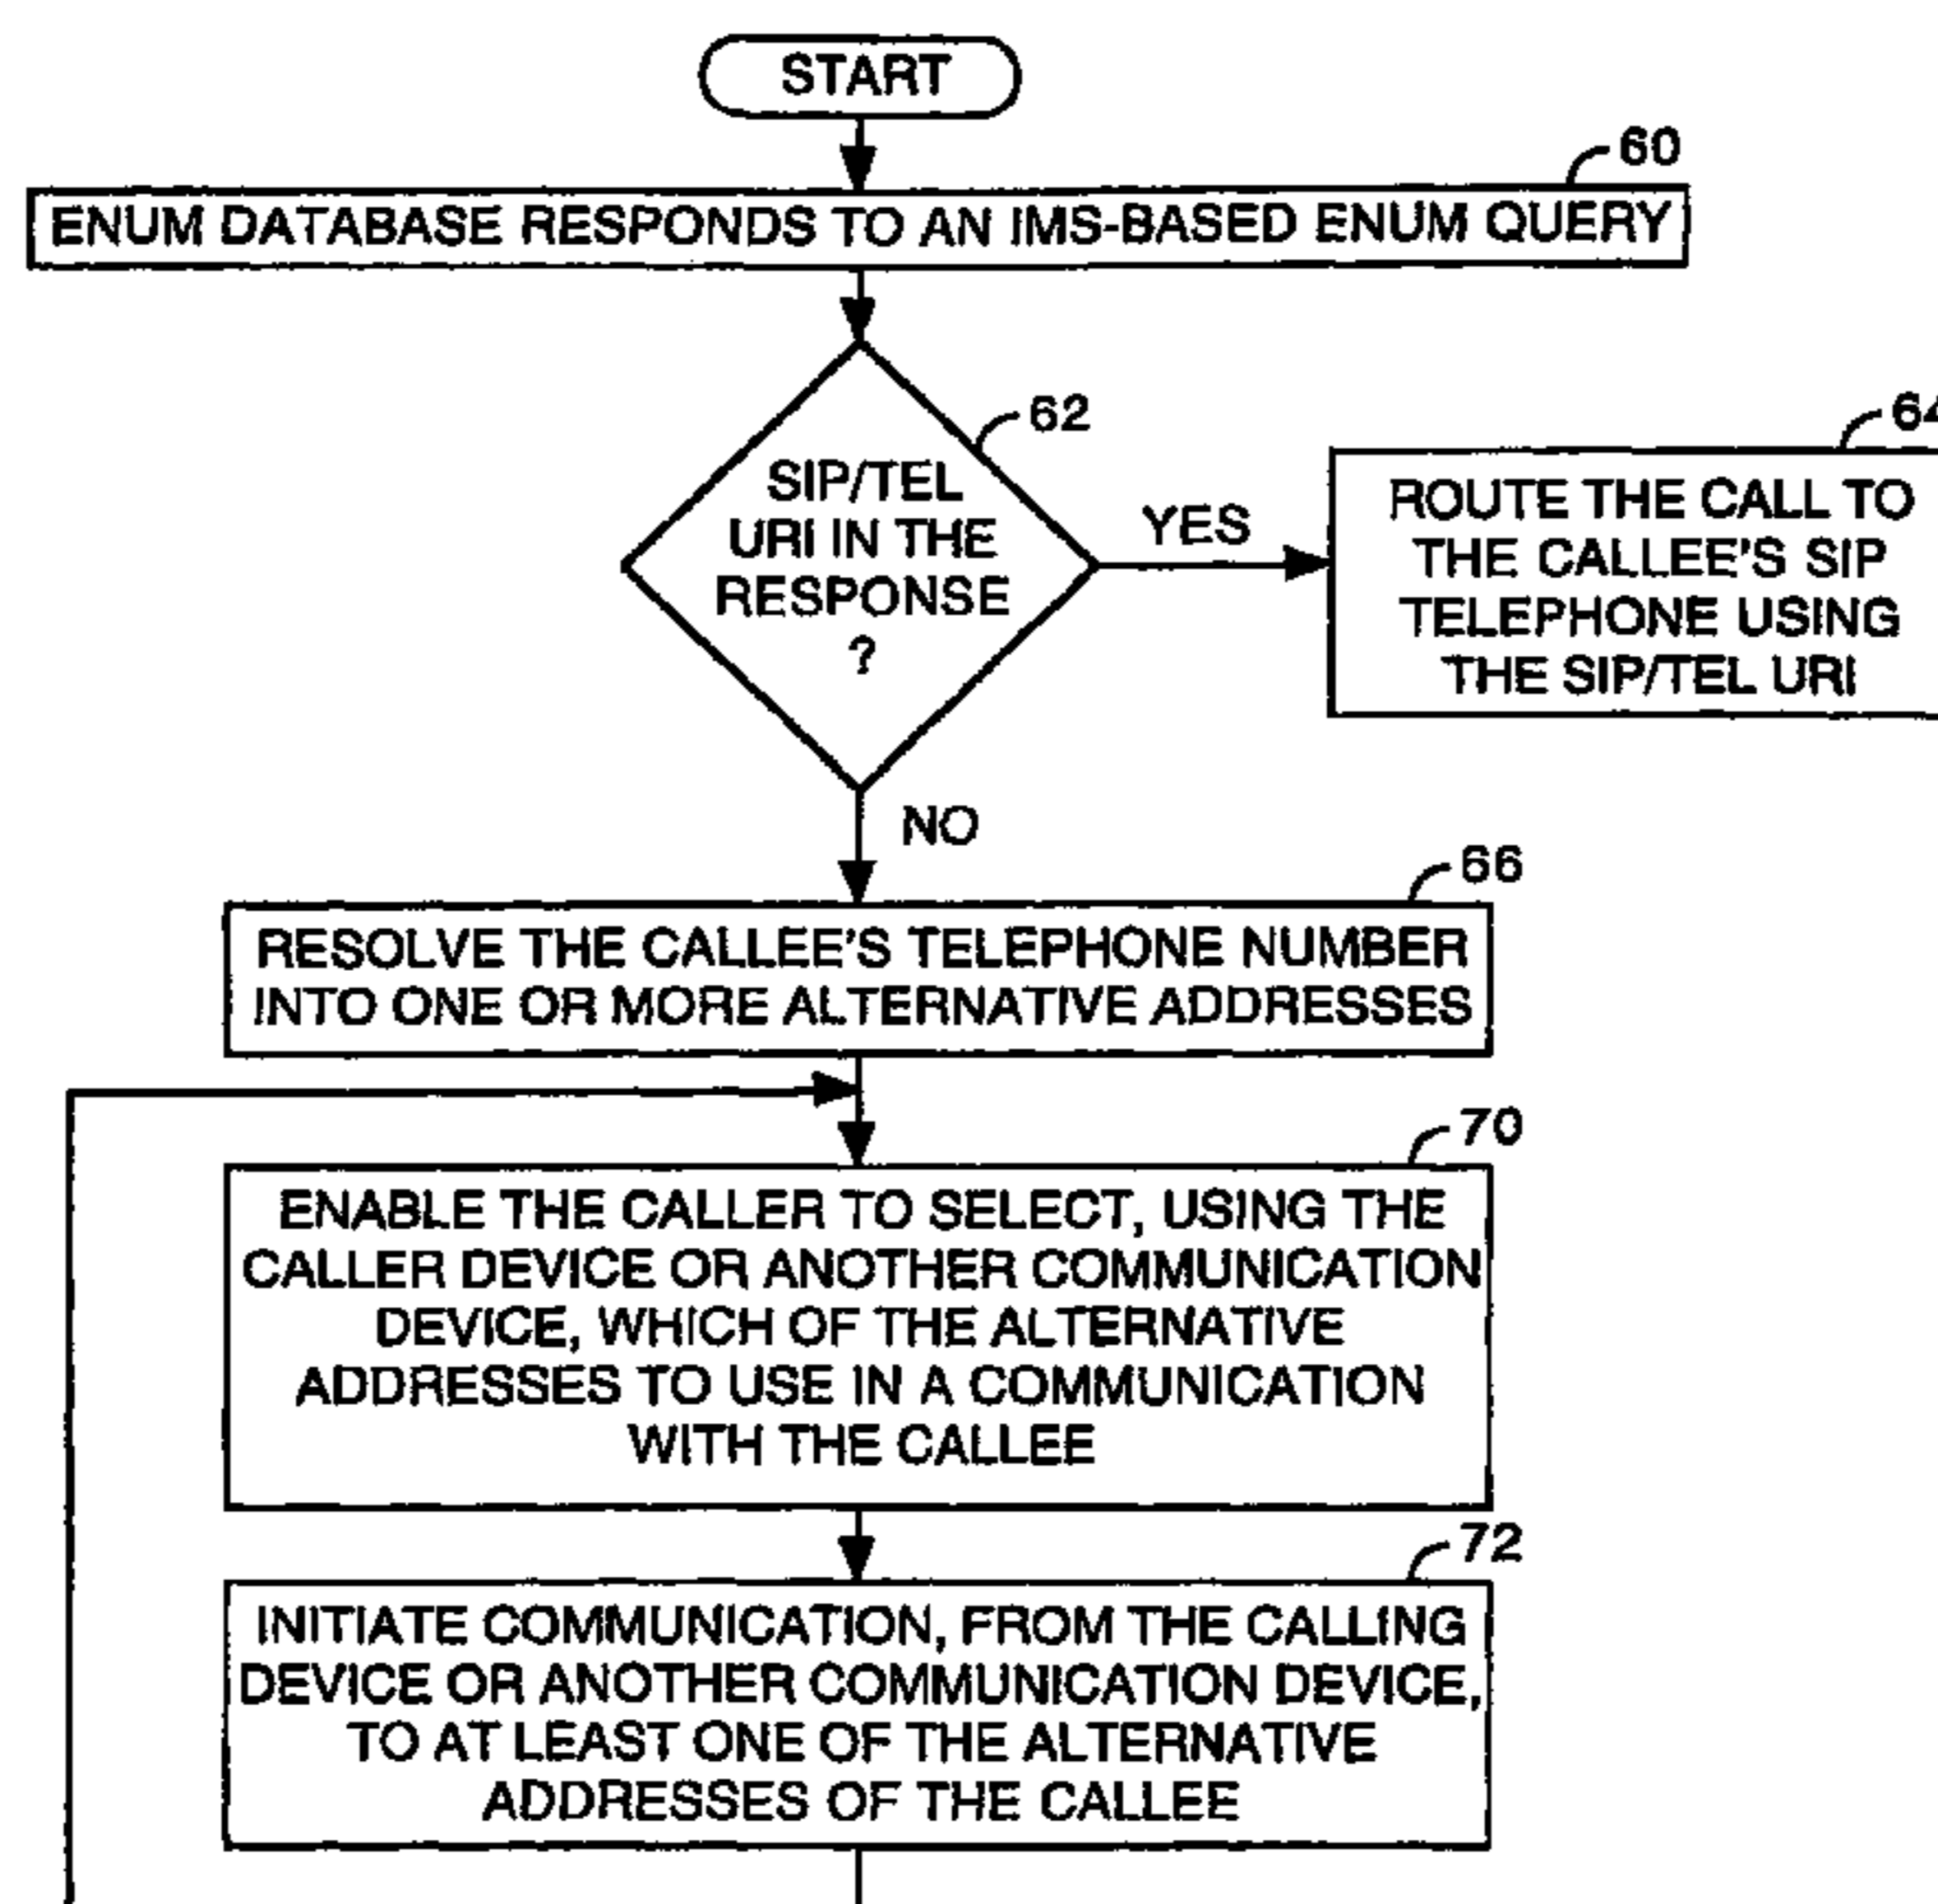 START
60
ENUM DATABASE RESPONDS TO AN IMS-BASED ENUM QUERY
62
SIP/TEL
URI IN THE
RESPONSE
?
YES
64
ROUTE THE CALL TO
THE CALLEE'S SIP
TELEPHONE USING
THE SIP/TEL URI
NO
66
RESOLVE THE CALLEE'S TELEPHONE NUMBER
INTO ONE OR MORE ALTERNATIVE ADDRESSES
70
ENABLE THE CALLER TO SELECT, USING THE
CALLER DEVICE OR ANOTHER COMMUNICATION
DEVICE, WHICH OF THE ALTERNATIVE
ADDRESSES TO USE IN A COMMUNICATION
WITH THE CALLEE
72
INITIATE COMMUNICATION, FROM THE CALLING
DEVICE OR ANOTHER COMMUNICATION DEVICE,
TO AT LEAST ONE OF THE ALTERNATIVE
ADDRESSES OF THE CALLEE